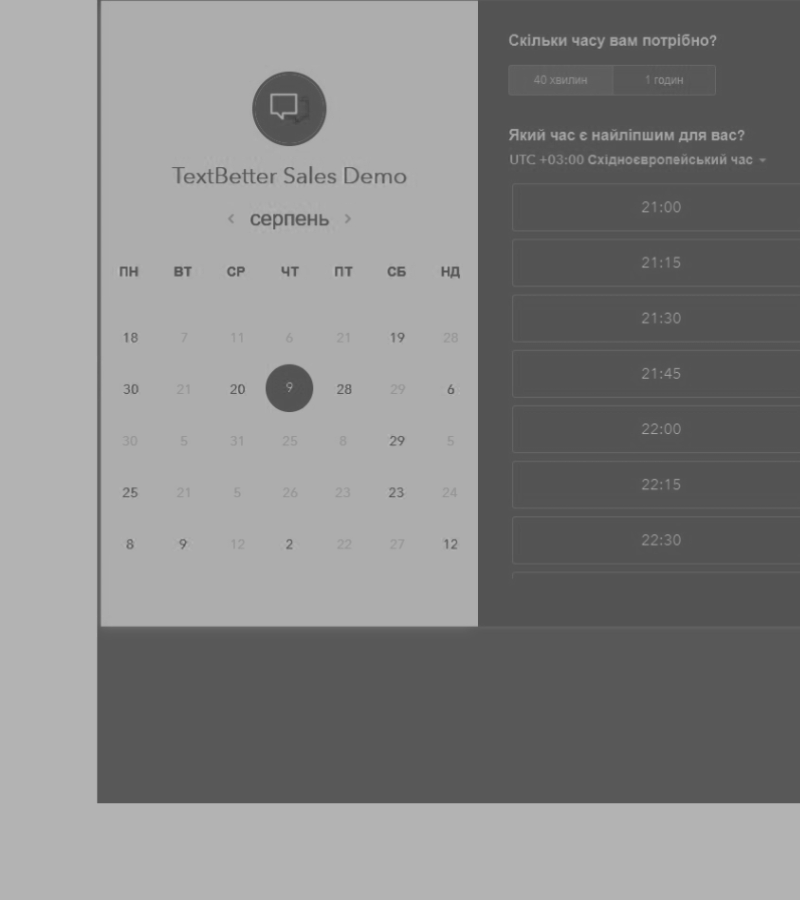 TextBetter Sales Demo
серпень
ПН ВТ СР ЧТ ПТ СБ НД
18 7 11 6 21 19 28
30 21 20 9 28 29 6
30 5 31 25 8 29 5
25 21 5 26 23 23 24
8 9 12 2 22 27 12
Скільки часу вам потрібно?
40 хвилин 1 годин
Який час є найліпшим для вас?
UTC +03:00 Східноєвропейський час
21:00
21:15
21:30
21:45
22:00
22:15
22:30